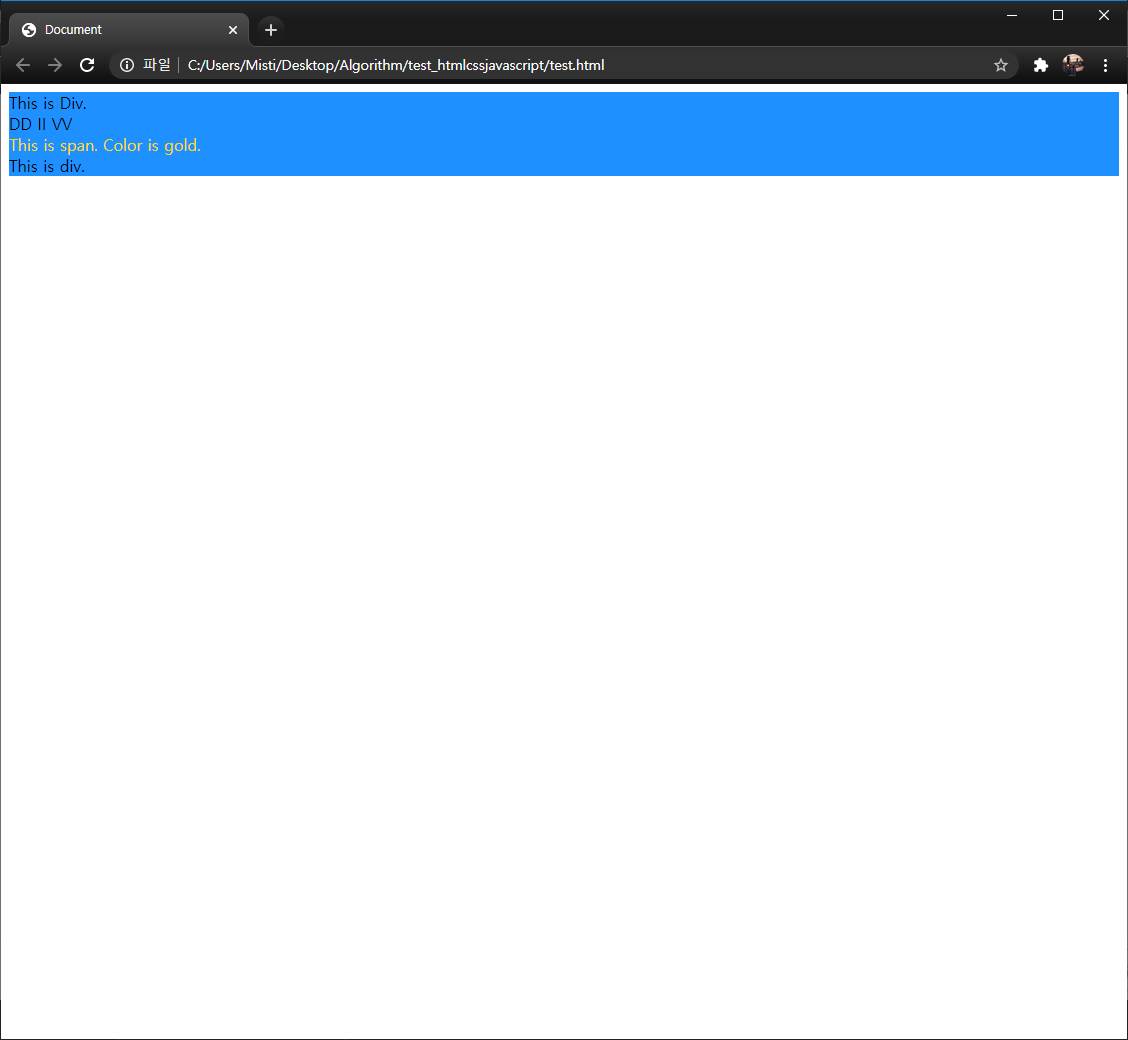 Document
파일 C:/Users/Misti/Desktop/Algorithm/test_htmlcssjavascript/test.html
This is Div.
DD II VV
This is span. Color is gold.
This is div.